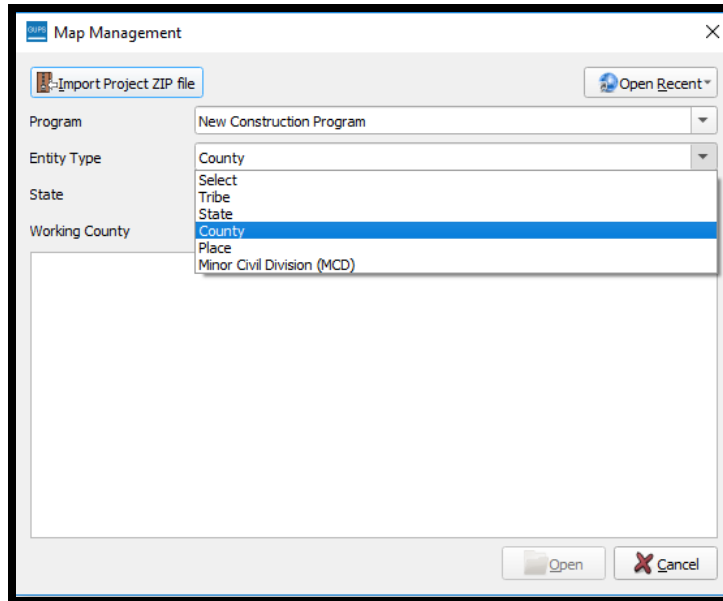 GUPS Map Management
Import Project ZIP file Open Recent
Program New Construction Program
Entity Type County
Select
State Tribe
State
Working County County
Place
Minor Civil Division (MCD)
Open Cancel